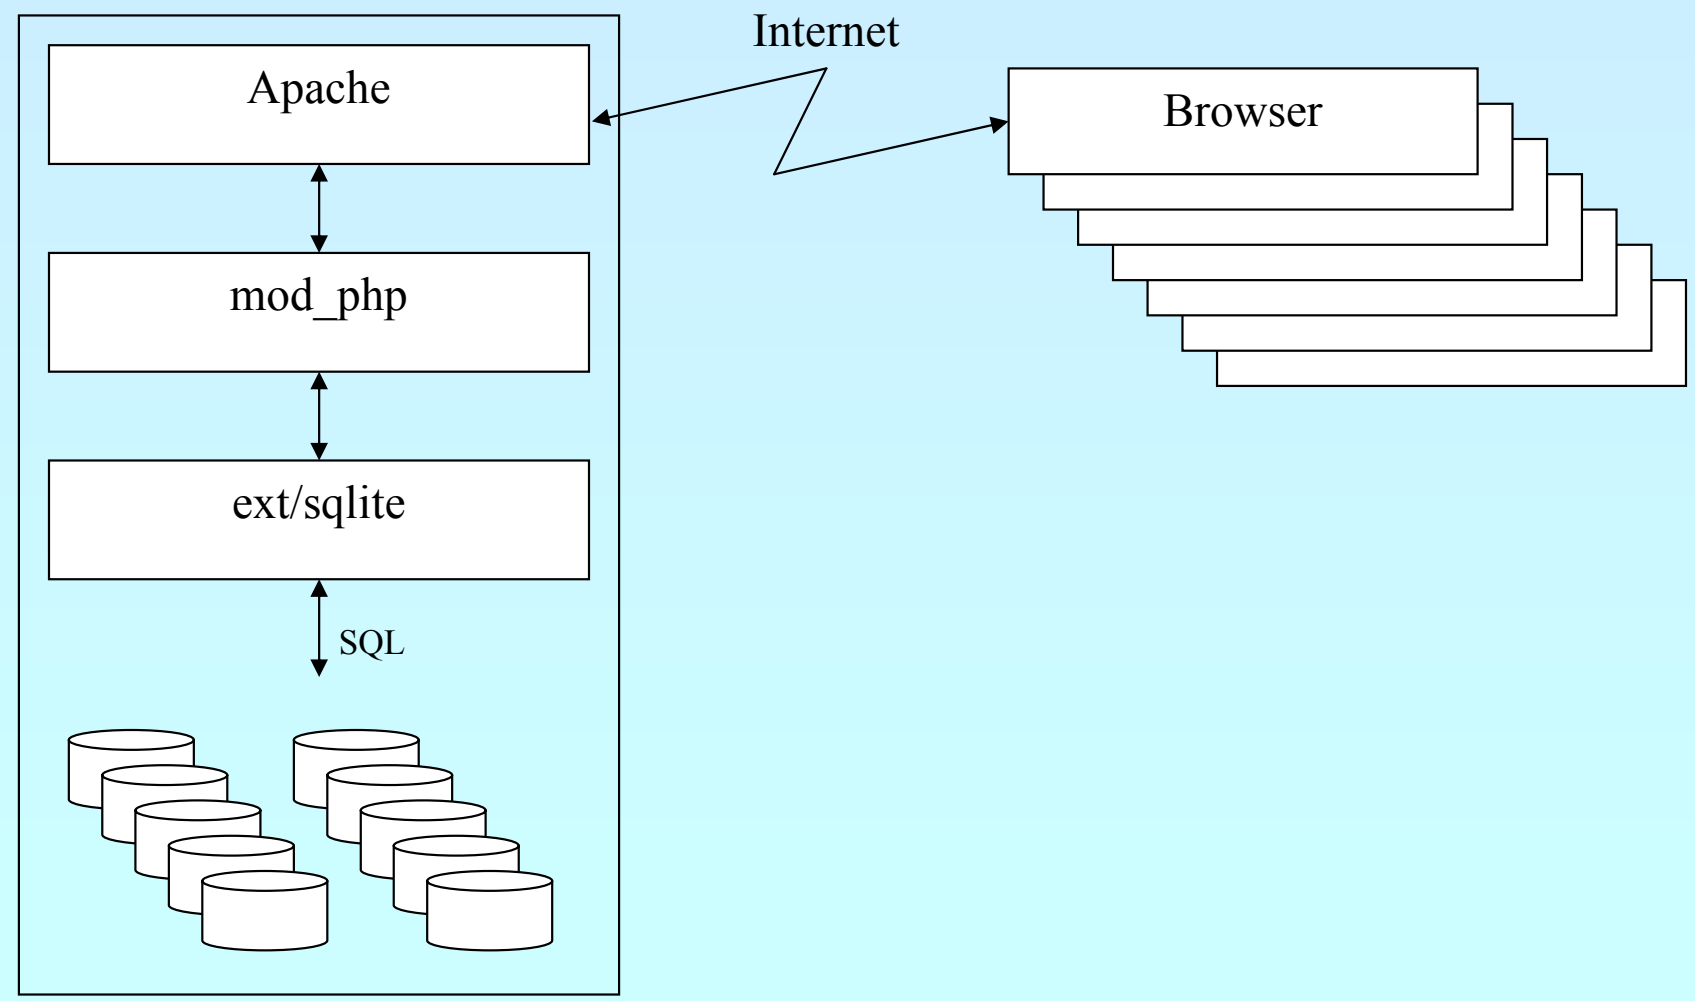 Internet
Apache
Browser
mod_php
ext/sqlite
SQL